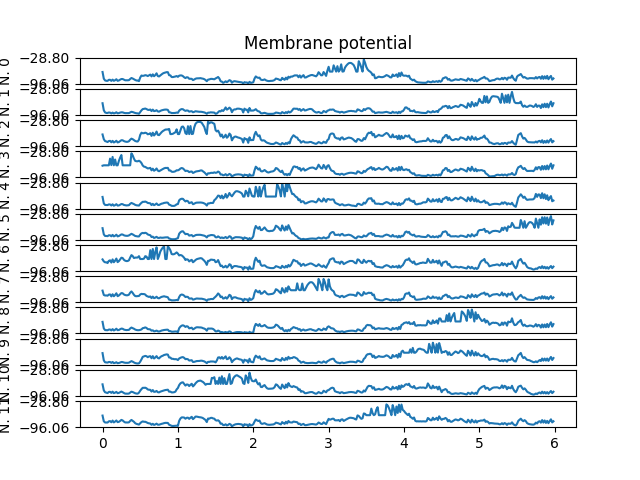 Membrane potential
−28.80
−96.06
N. 0
−28.80
−96.06
N. 1
−28.80
−96.06
N. 2
−28.80
−96.06
N. 3
−28.80
−96.06
N. 4
−28.80
−96.06
N. 5
−28.80
−96.06
N. 6
−28.80
−96.06
N. 7
−28.80
−96.06
N. 8
−28.80
−96.06
N. 9
−28.80
−96.06
N. 10
−28.80
−96.06
N. 11
0 1 2 3 4 5 6